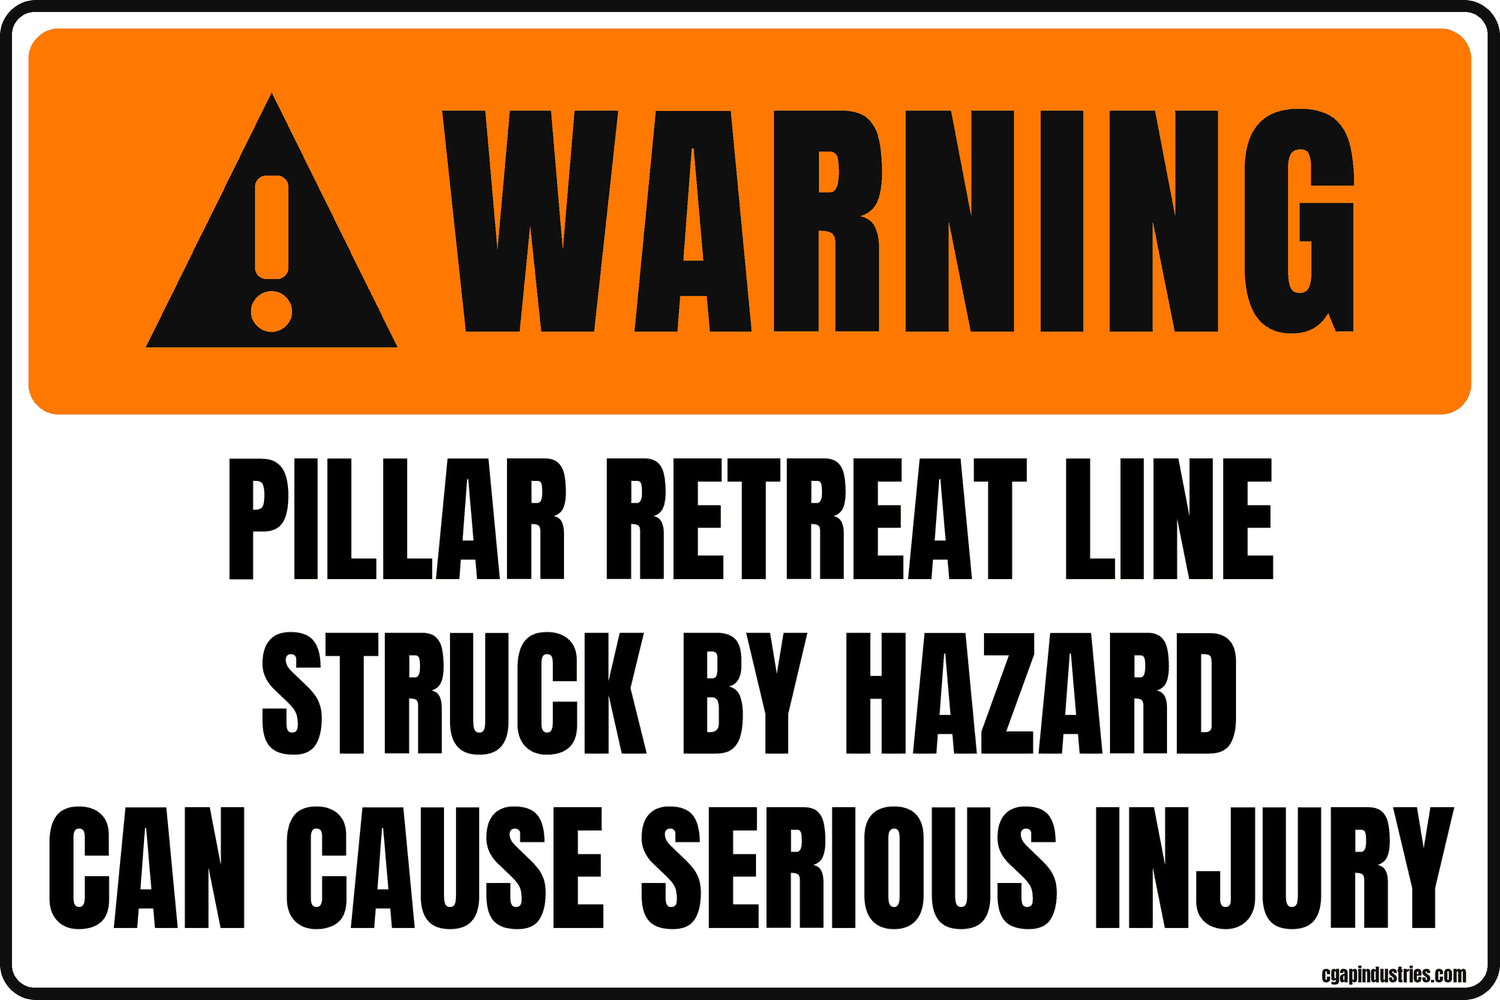 WARNING
PILLAR RETREAT LINE
STRUCK BY HAZARD
CAN CAUSE SERIOUS INJURY
cgapindustries.com